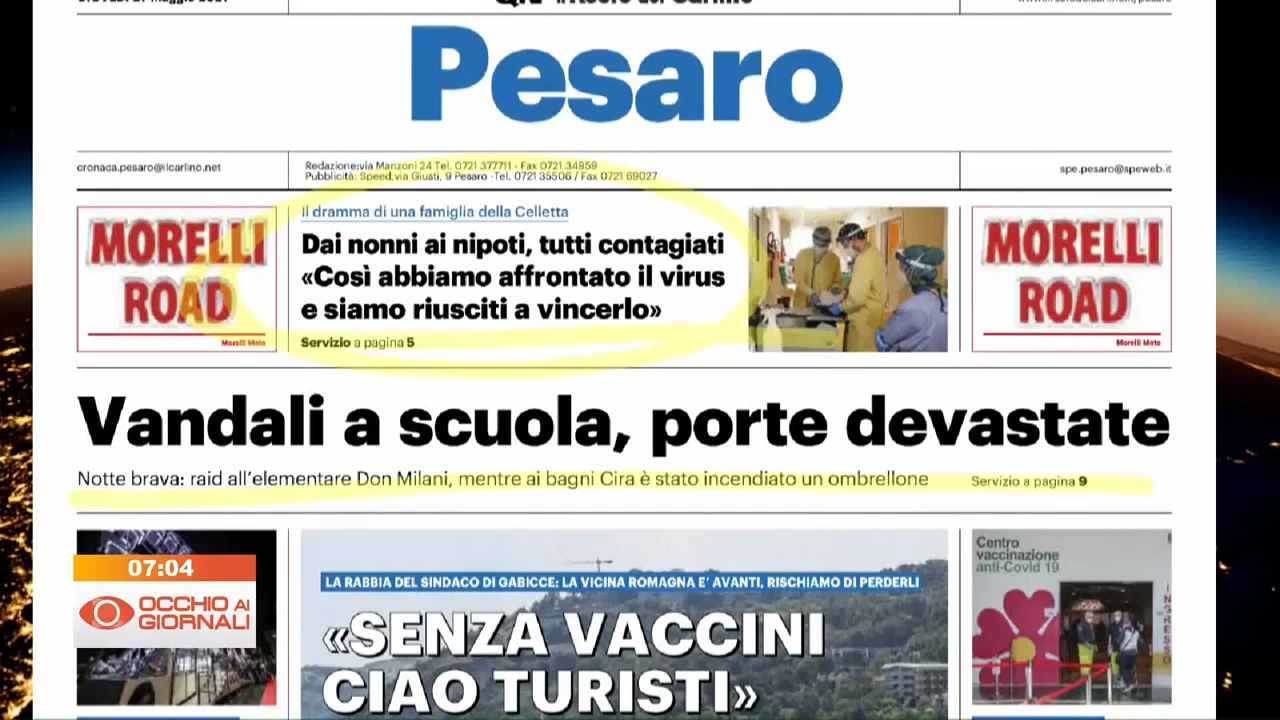 Pesaro
cronaca.pesaro@ilcarlino.net
Redazione:via Manzoni 24 Tel. 0721 377711 - Fax 0721 34959
Pubblicità: Speed,via Giusti, 9 Pesaro -Tel. 0721 35506 / Fax 0721 69027
spe.pesaro@speweb.it
MORELLI
ROAD
Morelli Moto
Il dramma di una famiglia della Celletta
Dai nonni ai nipoti, tutti contagiati
«Così abbiamo affrontato il virus
e siamo riusciti a vincerlo»
Servizio a pagina 5
MORELLI
ROAD
Morelli Moto
Vandali a scuola, porte devastate
Notte brava: raid all'elementare Don Milani, mentre ai bagni Cira è stato incendiato un ombrellone
Servizio a pagina 9
07:04
OCCHIO AI
GIORNALI
LA RABBIA DEL SINDACO DI GABICCE: LA VICINA ROMAGNA E' AVANTI, RISCHIAMO DI PERDERLI
«SENZA VACCINI
CIAO TURISTI»
Centro
vaccinazione
anti-Covid 19